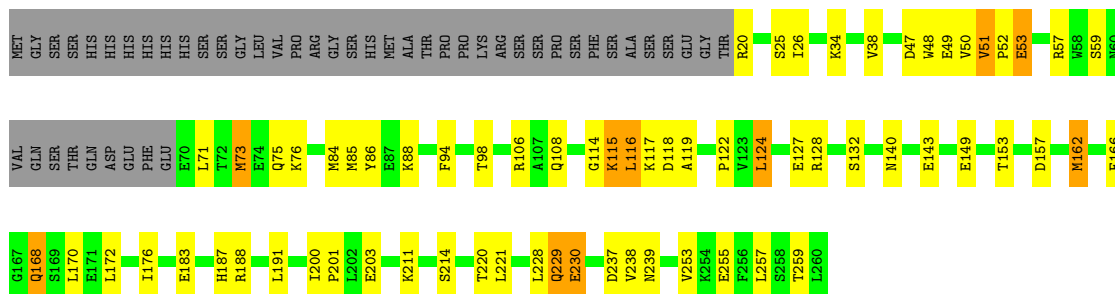 MET GLY SER SER HIS HIS HIS HIS HIS HIS SER SER GLY LEU VAL PRO ARG GLY SER HIS MET ALA THR PRO PRO LYS ARG SER SER PRO PHE SER ALA SER SER GLU GLY THR R20 S25 I26 K34 V38 D47 W48 E49 V50 V51 P52 E53 R57 W58 S59 N60
VAL GLN SER THR GLN ASP GLU PHE GLU E70 L71 T72 M73 E74 Q75 K76 M84 M85 Y86 E87 K88 F94 T98 R106 A107 Q108 G114 K115 L116 K117 D118 A119 P122 V123 L124 E127 R128 S132 N140 E143 E149 T153 D157 M162
G167 Q168 S169 L170 E171 L172 I176 E183 H187 R188 L191 I200 P201 L202 E203 K211 S214 T220 L221 L228 Q229 E230 D237 V238 N239 V253 K254 E255 F256 L257 S258 T259 L260